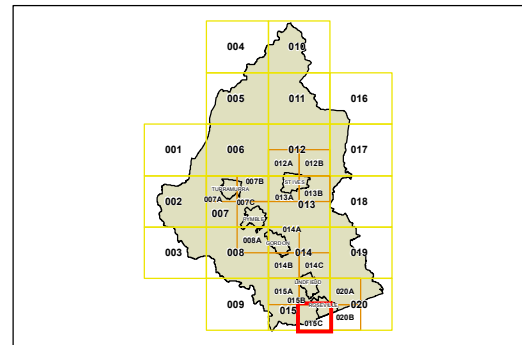 004 010
005 011 016
001 006 012 017
012A 012B
007B ST IVES
TURRAMURRA
007A 007C 013A 013B
002 007 013 018
PYMBLE
014A
008A GORDON
003 008 014 019
014B 014C
LINDFIELD
015A 020A
009 015B
015 ROSEVILLE 020
015C 020B